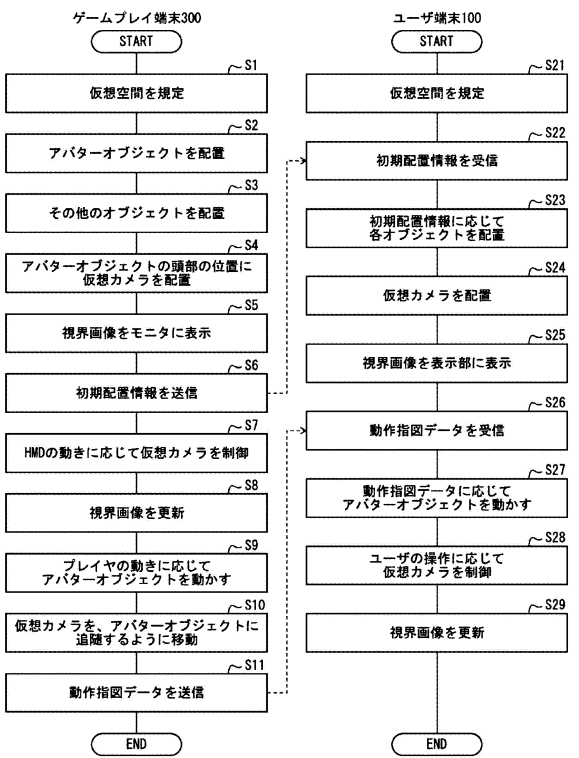 ゲームプレイ端末300
START
S1
仮想空間を規定
S2
アバターオブジェクトを配置
S3
その他のオブジェクトを配置
S4
アバターオブジェクトの頭部の位置に
仮想カメラを配置
S5
視界画像をモニタに表示
S6
初期配置情報を送信
S7
HMDの動きに応じて仮想カメラを制御
S8
視界画像を更新
S9
プレイヤの動きに応じて
アバターオブジェクトを動かす
S10
仮想カメラを、アバターオブジェクトに
追随するように移動
S11
動作指図データを送信
END
ユーザ端末100
START
S21
仮想空間を規定
S22
初期配置情報を受信
S23
初期配置情報に応じて
各オブジェクトを配置
S24
仮想カメラを配置
S25
視界画像を表示部に表示
S26
動作指図データを受信
S27
動作指図データに応じて
アバターオブジェクトを動かす
S28
ユーザの操作に応じて
仮想カメラを制御
S29
視界画像を更新
END